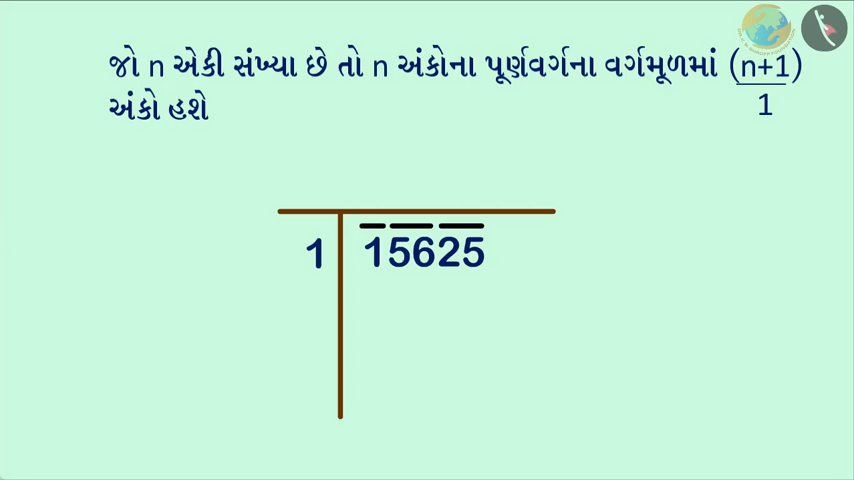 જો n એકી સંખ્યા છે તો n અંકોના પૂર્ણવર્ગના વર્ગમૂળમાં (n+1)
અંકો હશે 1
1 15625